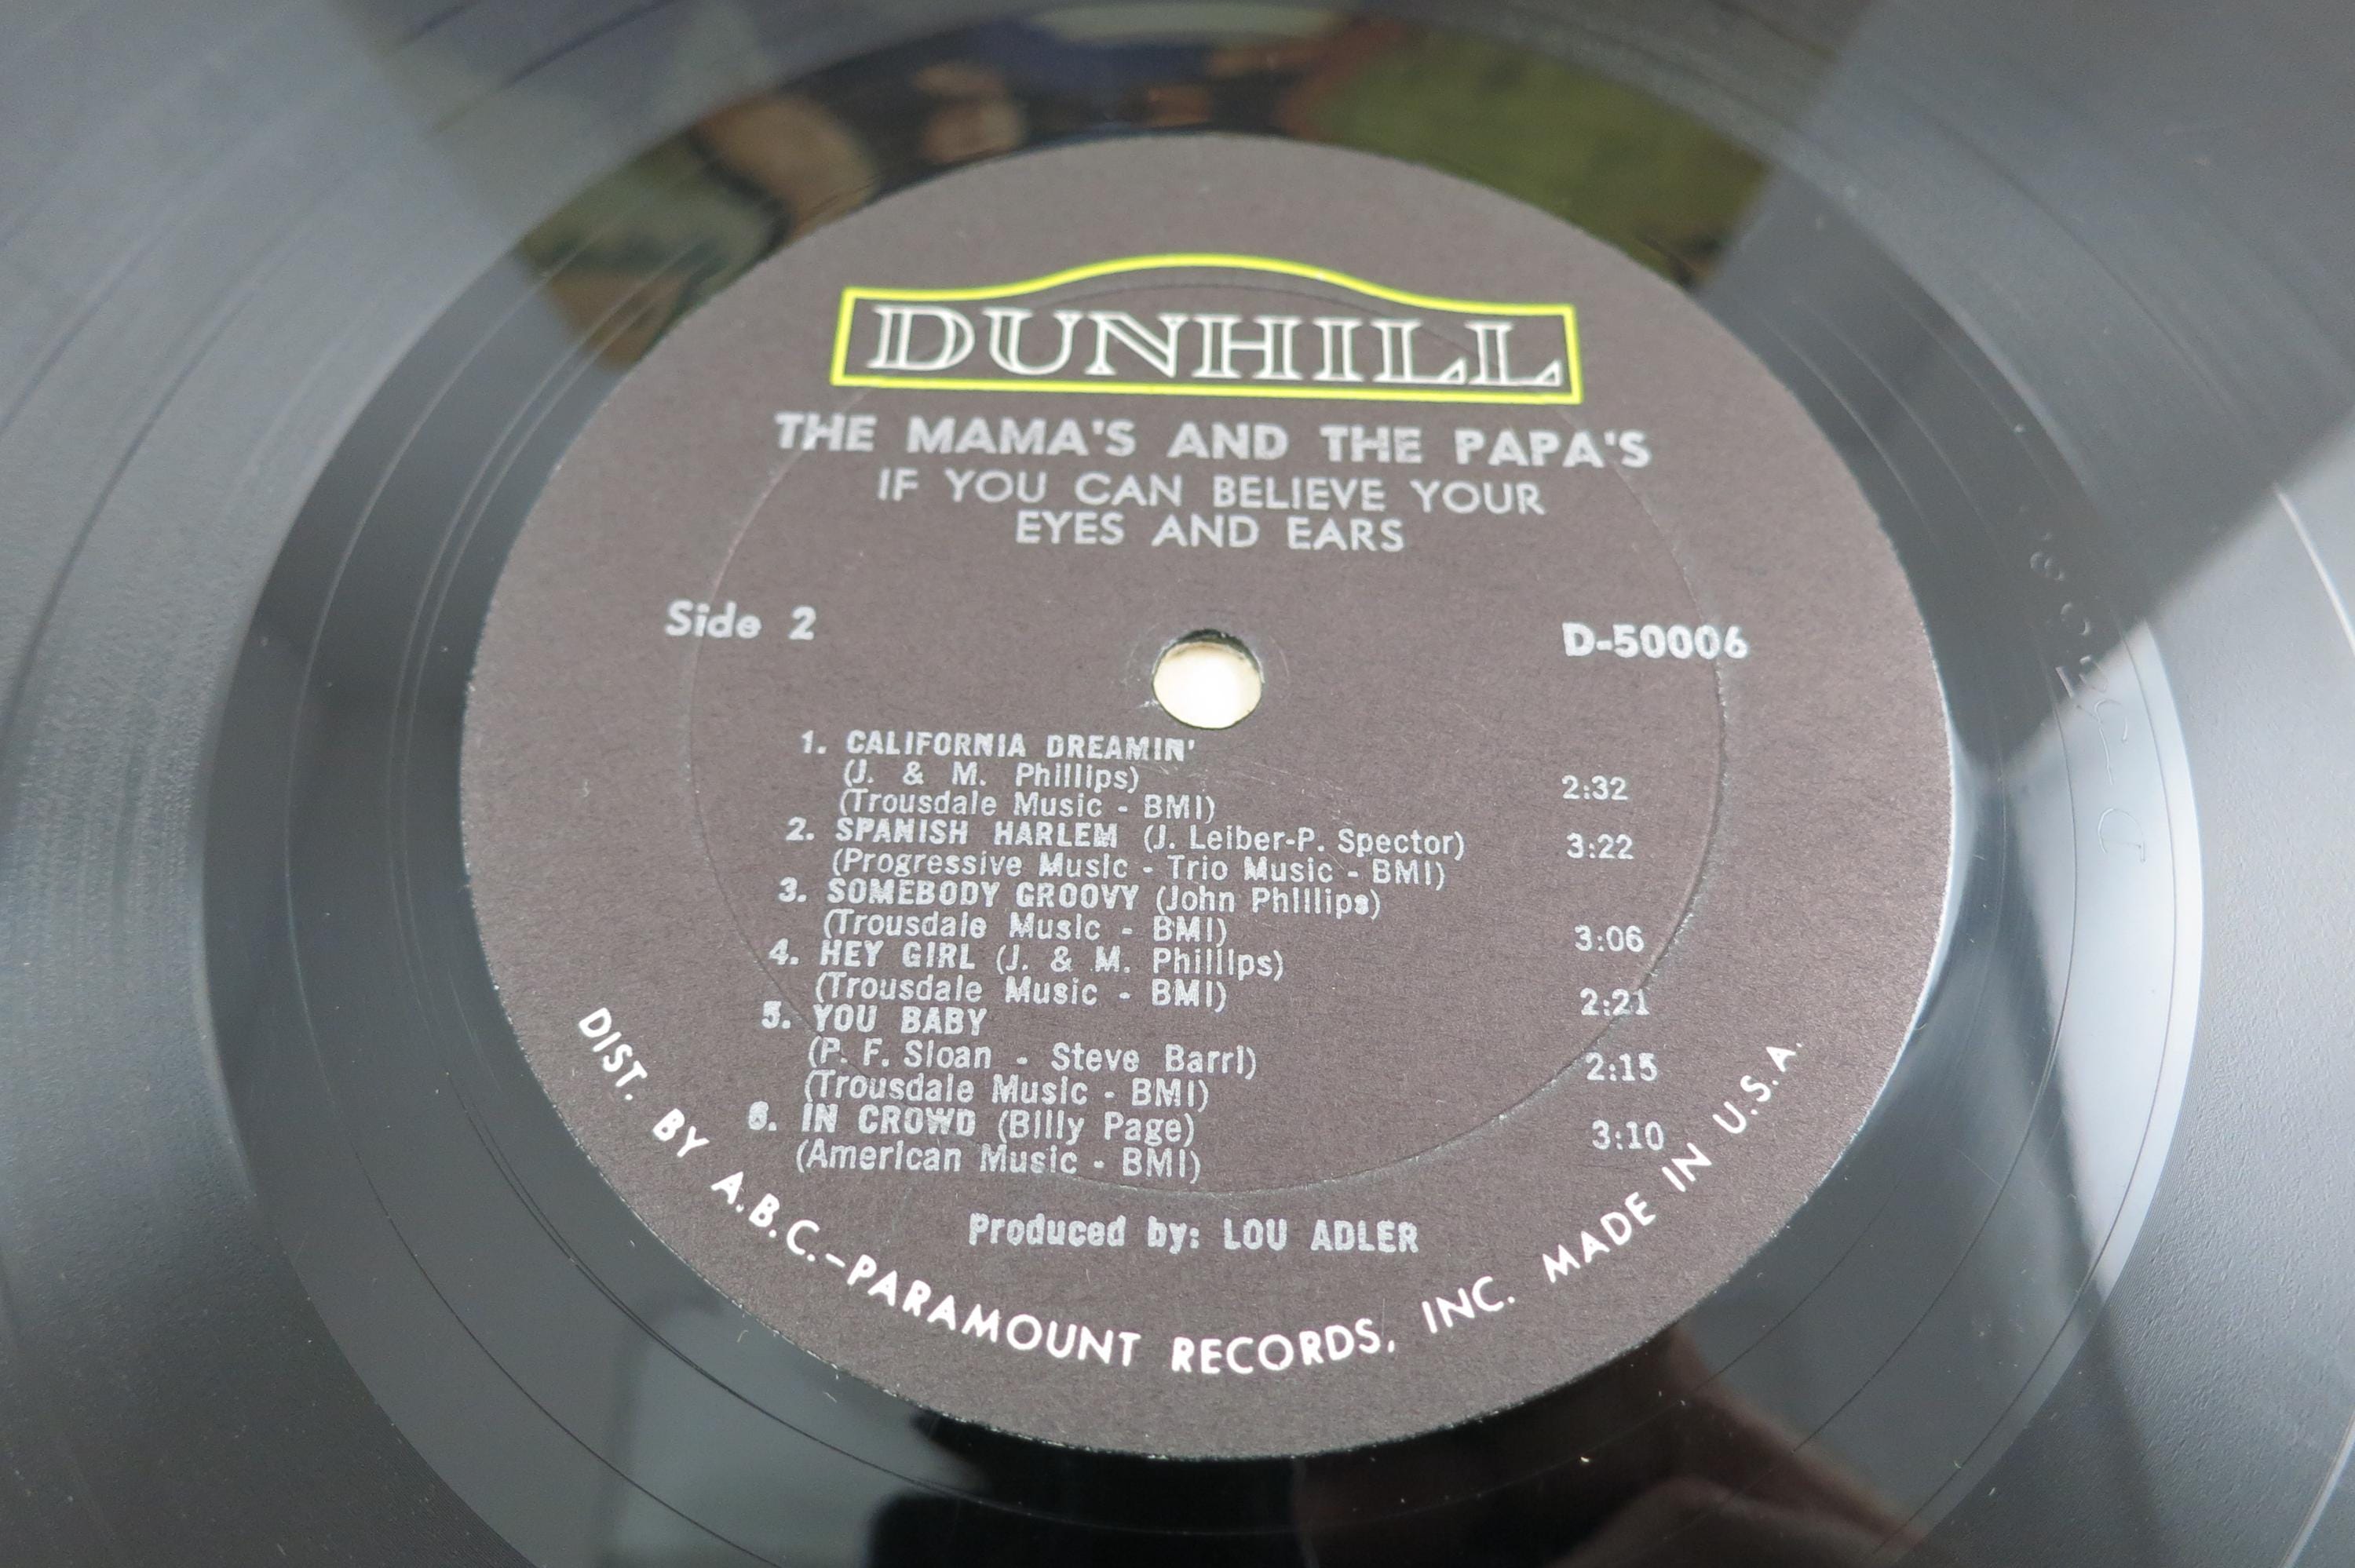 DUNHILL
THE MAMA'S AND THE PAPA'S
IF YOU CAN BELIEVE YOUR
EYES AND EARS
Side 2
D-50006
1. CALIFORNIA DREAMIN'
(J. & M. Phillips)
(Trousdale Music - BMI) 2:32
2. SPANISH HARLEM (J. Leiber-P. Spector) 3:22
(Progressive Music - Trio Music - BMI)
3. SOMEBODY GROOVY (John Phillips)
(Trousdale Music - BMI) 3:06
4. HEY GIRL (J. & M. Phillips)
(Trousdale Music - BMI) 2:21
5. YOU BABY
(P. F. Sloan - Steve Barri) 2:15
(Trousdale Music - BMI)
6. IN CROWD (Billy Page) 3:10
(American Music - BMI)
Produced by: LOU ADLER
DIST. BY A.B.C.-PARAMOUNT RECORDS, INC. MADE IN U.S.A.